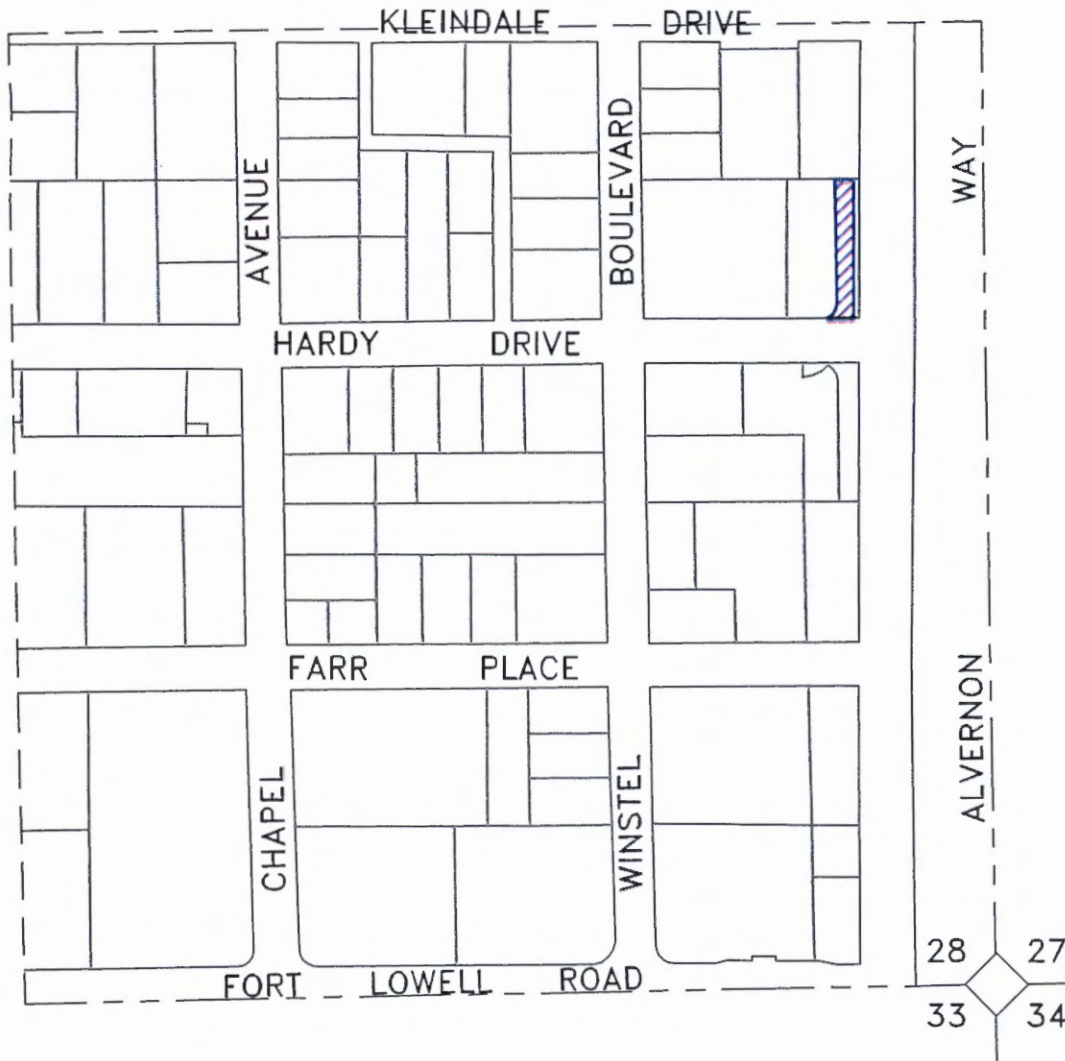 KLEINDALE DRIVE
AVENUE
BOULEVARD
WAY
HARDY DRIVE
FARR PLACE
CHAPEL
WINSTEL
ALVERNON
FORT LOWELL ROAD
28 27
33 34